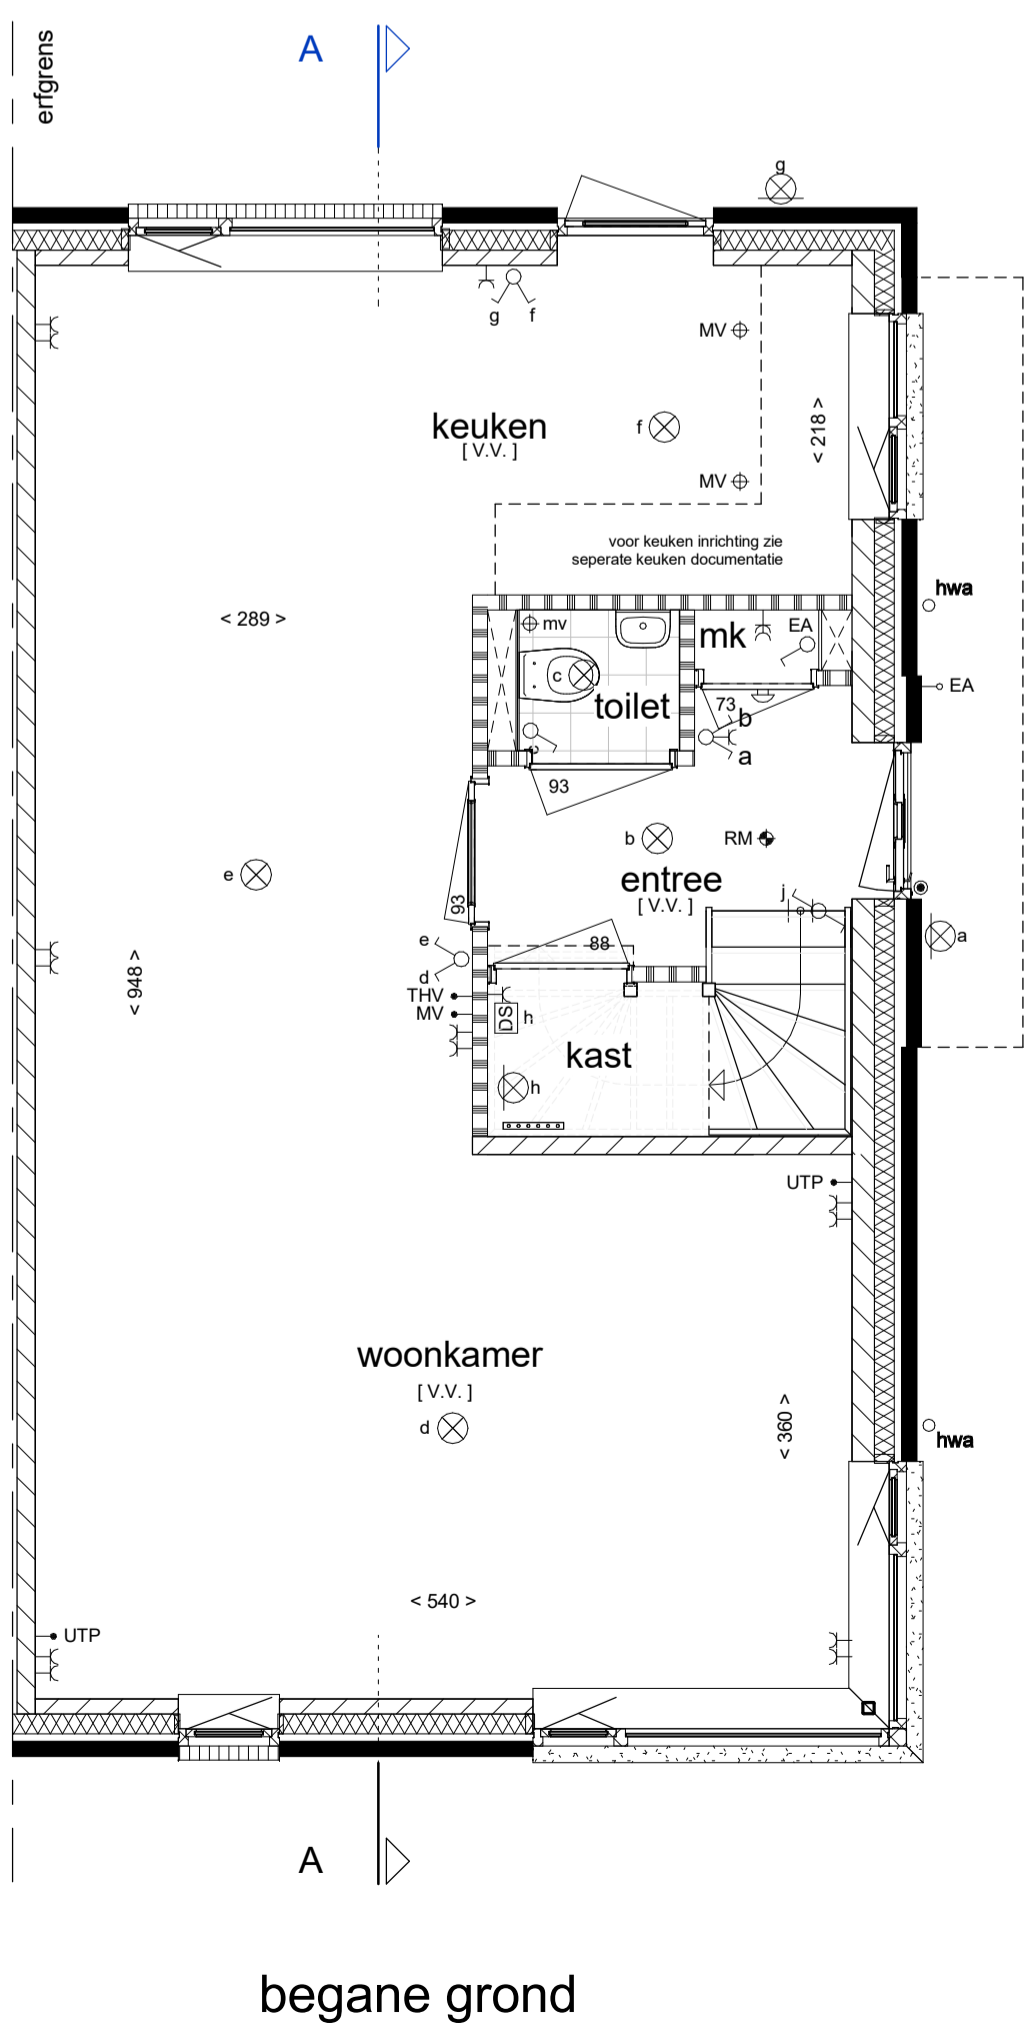 A
erfgrens
g
g f
MV
keuken
[ V.V. ]
f
< 218 >
MV
voor keuken inrichting zie
seperate keuken documentatie
hwa
< 289 >
mv
mk
EA
c
toilet
EA
73
b
a
c
93
b
RM
e
entree
[ V.V. ]
j
93
a
e
88
d
< 948 >
THV
MV
DS
h
kast
h
UTP
woonkamer
[ V.V. ]
d
< 360 >
hwa
< 540 >
UTP
A
begane grond